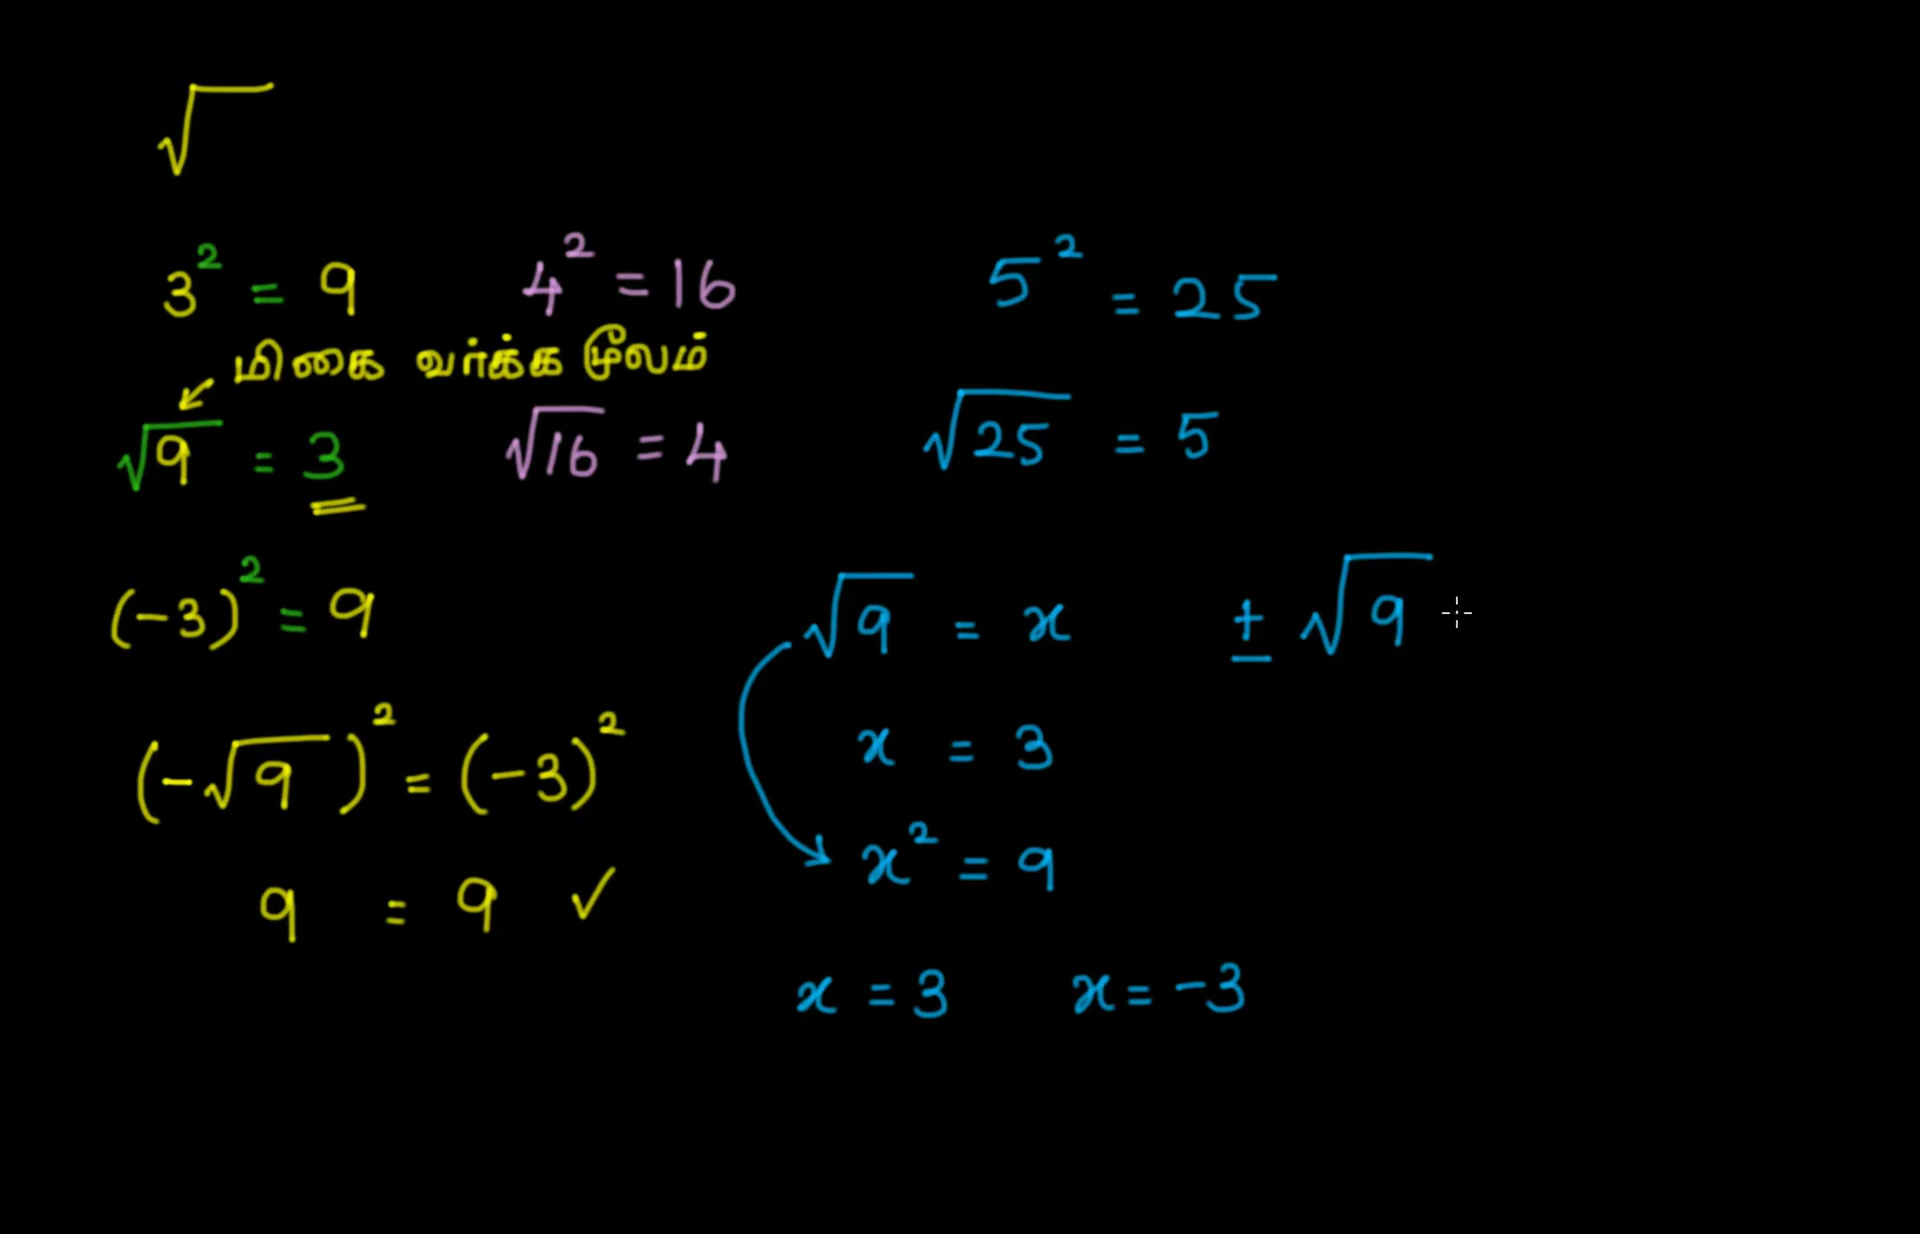 √
3² = 9 4² = 16 5² = 25
மிகை வர்க்க மூலம்
√9 = 3 √16 = 4 √25 = 5
(-3)² = 9 √9 = x ± √9
(-√9)² = (-3)² x = 3
9 = 9 ✓ x² = 9
x = 3 x = -3